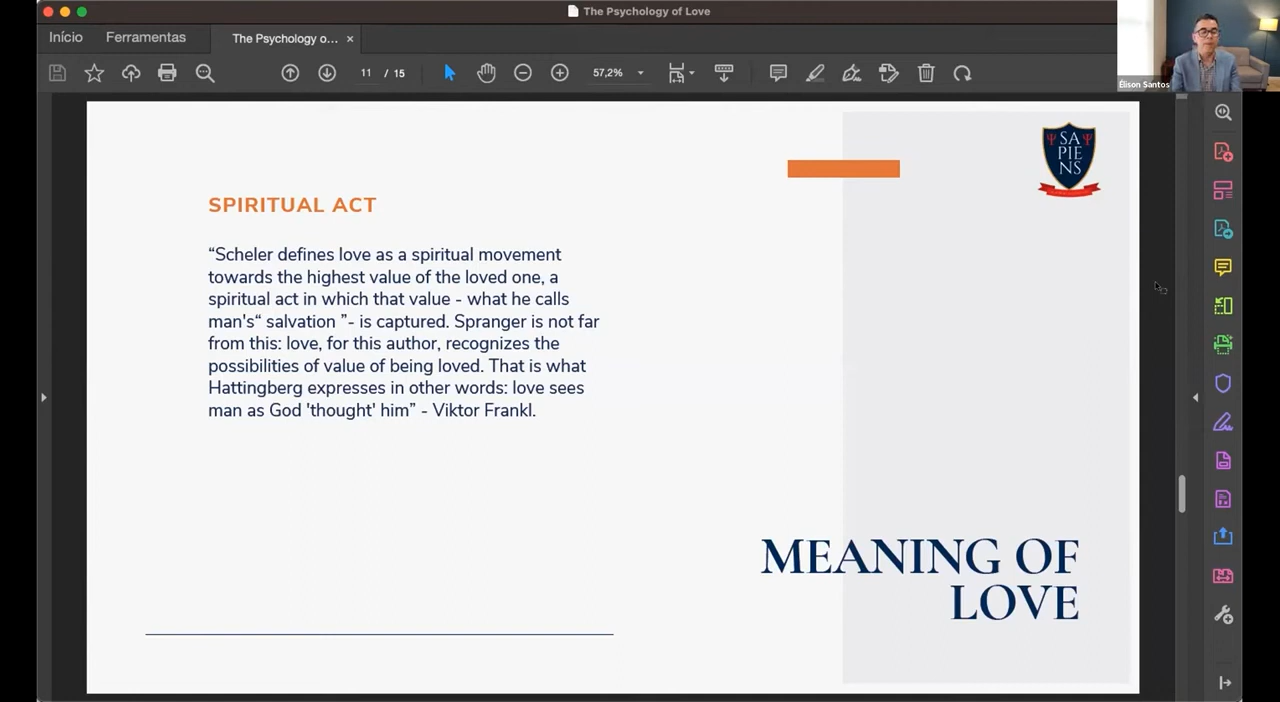 The Psychology of Love
Início Ferramentas The Psychology o... ×
11 / 15 57,2%
Élison Santos
SA
PIE
NS
SPIRITUAL ACT
“Scheler defines love as a spiritual movement
towards the highest value of the loved one, a
spiritual act in which that value - what he calls
man's“ salvation ”- is captured. Spranger is not far
from this: love, for this author, recognizes the
possibilities of value of being loved. That is what
Hattingberg expresses in other words: love sees
man as God 'thought' him” - Viktor Frankl.
MEANING OF
LOVE